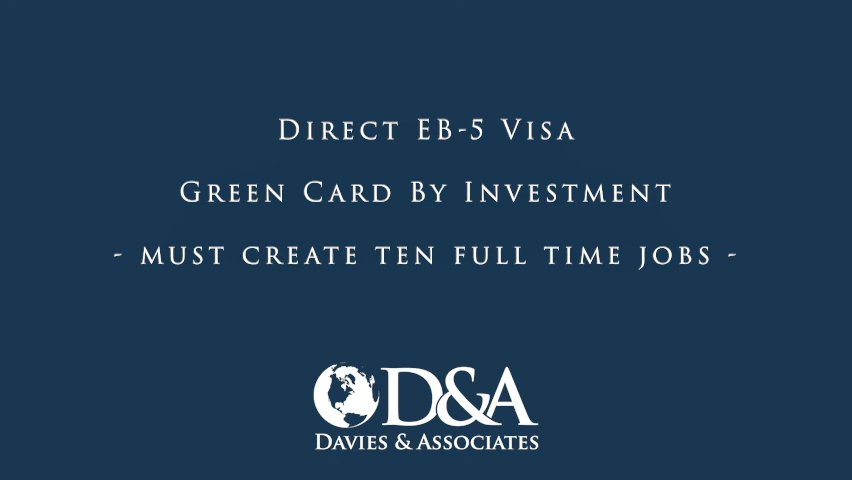 Direct EB-5 Visa
Green Card By Investment
- must create ten full time jobs -
D&A
Davies & Associates